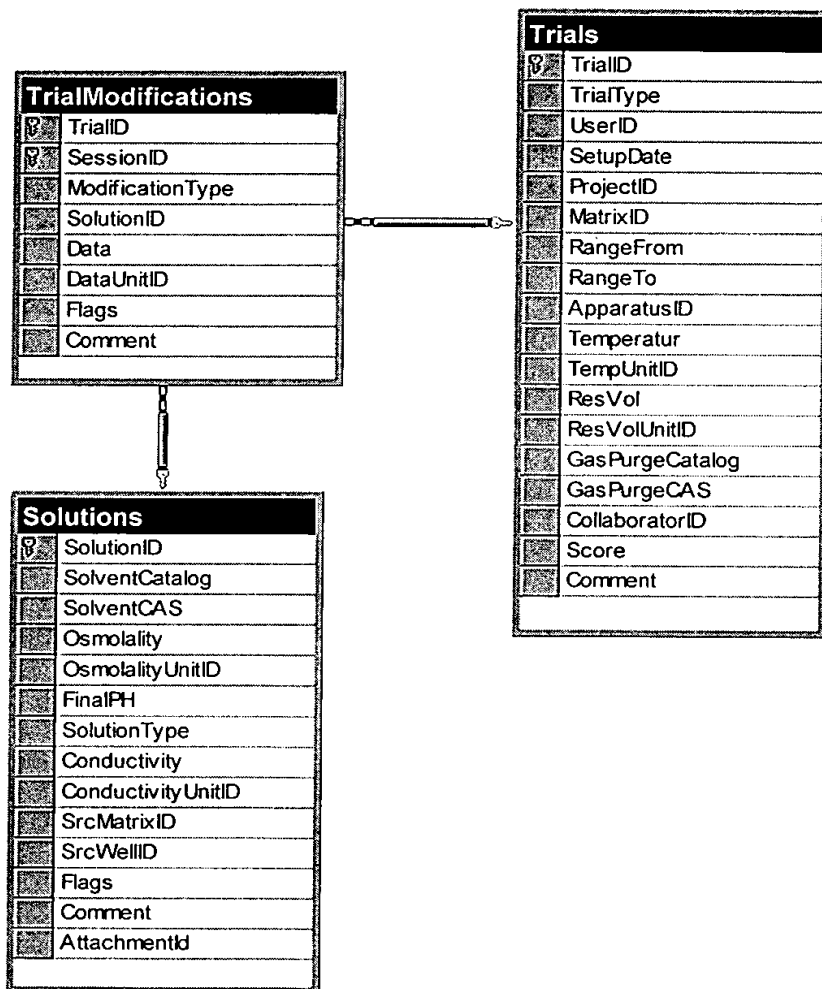 TrialModifications
TrialID
SessionID
ModificationType
SolutionID
Data
DataUnitID
Flags
Comment
Trials
TrialID
TrialType
UserID
SetupDate
ProjectID
MatrixID
RangeFrom
RangeTo
ApparatusID
Temperatur
TempUnitID
ResVol
ResVolUnitID
GasPurgeCatalog
GasPurgeCAS
CollaboratorID
Score
Comment
Solutions
SolutionID
SolventCatalog
SolventCAS
Osmolality
OsmolalityUnitID
FinalPH
SolutionType
Conductivity
ConductivityUnitID
SrcMatrixID
SrcWellID
Flags
Comment
AttachmentId